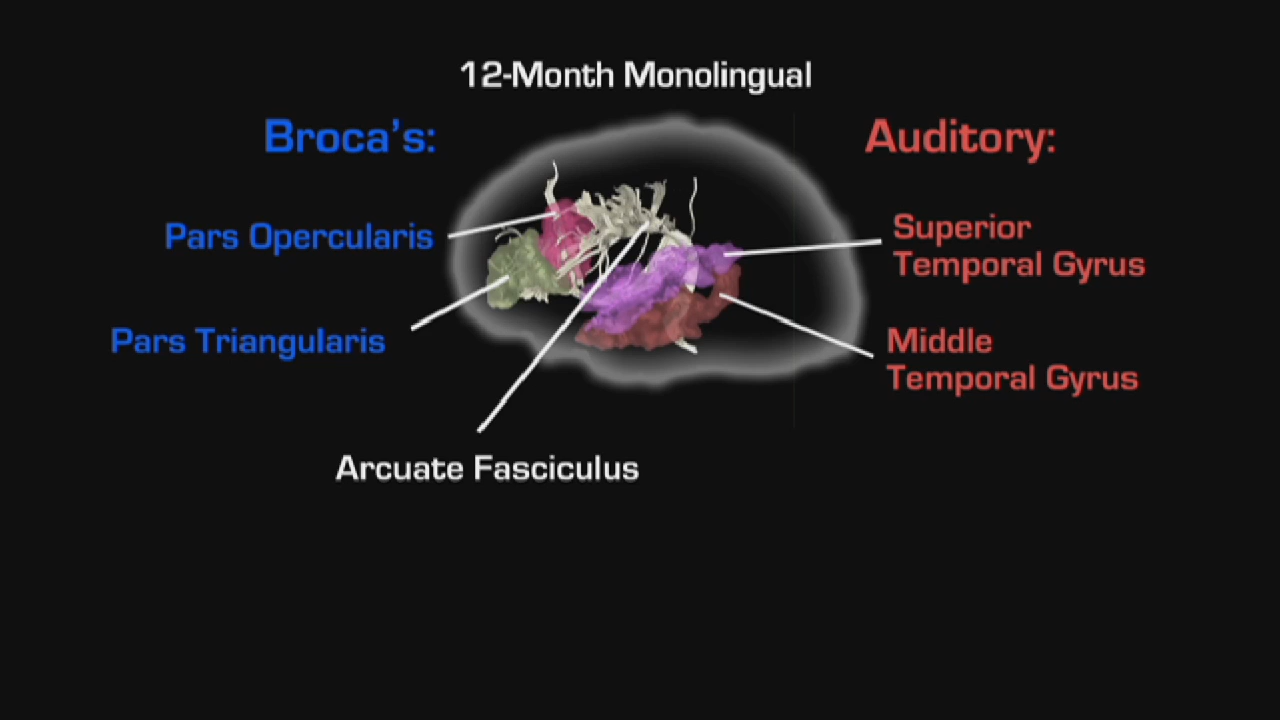 12-Month Monolingual
Broca's:
Auditory:
Pars Opercularis
Superior
Temporal Gyrus
Pars Triangularis
Middle
Temporal Gyrus
Arcuate Fasciculus